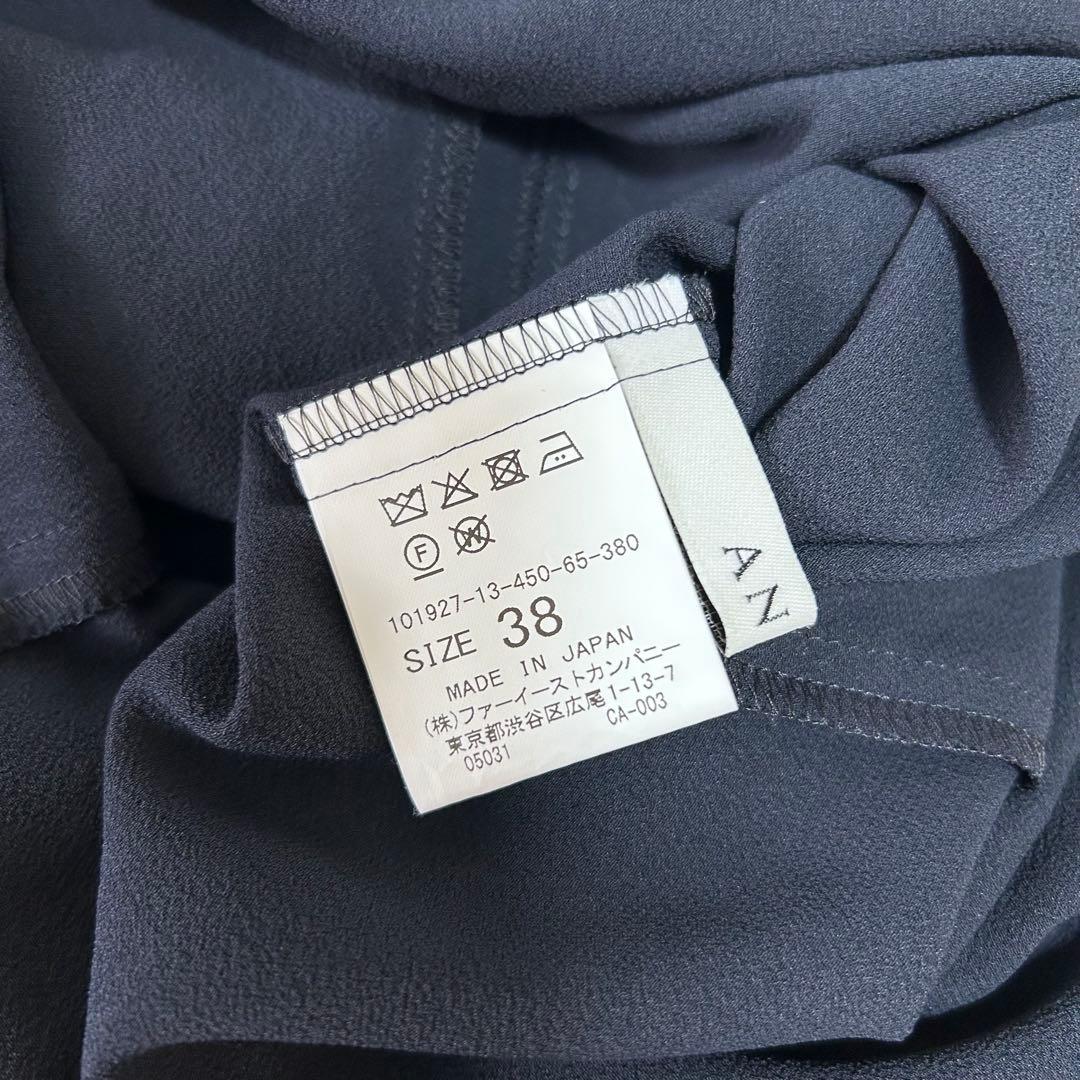 F
W
101927-13-450-65-380
SIZE 38
MADE IN JAPAN
(株)ファーイーストカンパニー
東京都渋谷区広尾1-13-7
CA-003
05031
AN